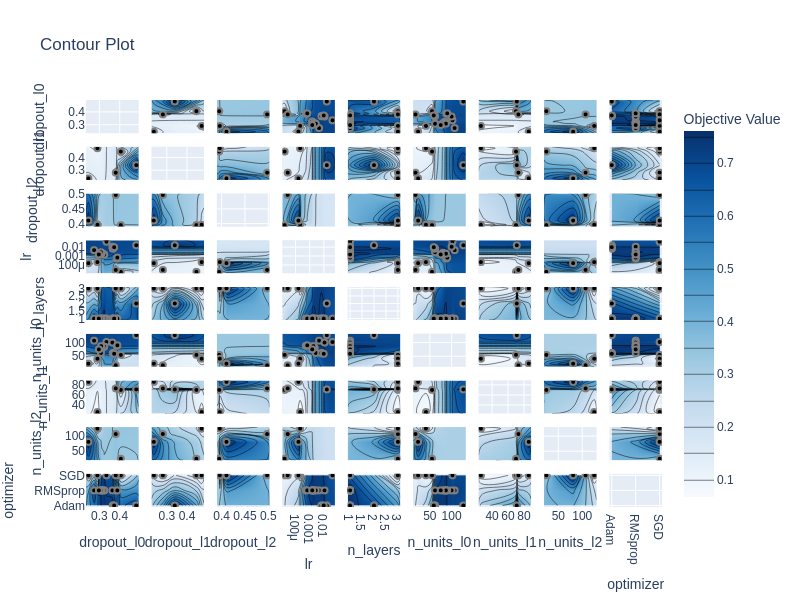 Contour Plot
Objective Value
0.7
0.6
0.5
0.4
0.3
0.2
0.1
dropout_l0
0.4
0.3
dropout_l1
0.4
0.3
dropout_l2
0.5
0.45
0.4
lr
0.01
0.001
100μ
n_layers
3
2.5
2
1.5
1
n_units_l0
100
50
n_units_l1
80
60
40
n_units_l2
100
50
optimizer
SGD
RMSprop
Adam
0.3 0.4
0.3 0.4
0.4 0.45 0.5
100μ
0.001
0.01
1
1.5
2
2.5
3
50 100
40 60 80
50 100
Adam
RMSprop
SGD
dropout_l0
dropout_l1
dropout_l2
lr
n_layers
n_units_l0
n_units_l1
n_units_l2
optimizer